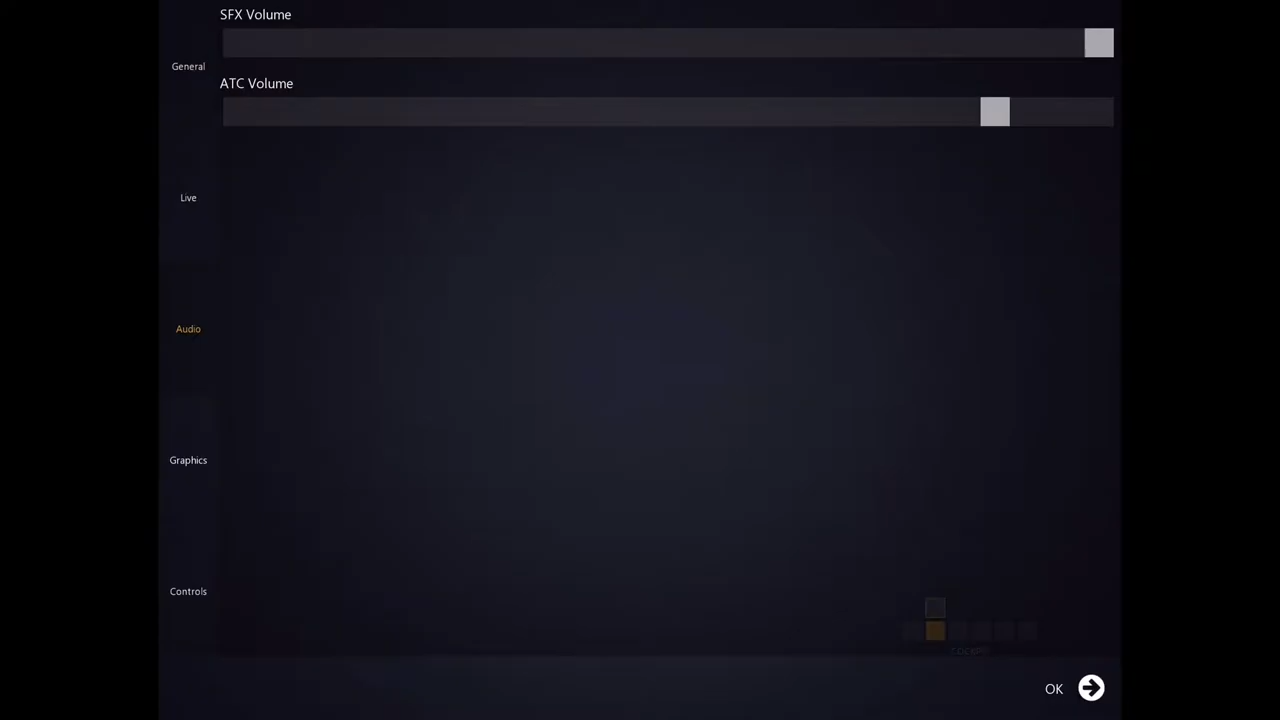 SFX Volume
General
ATC Volume
Live
Audio
Graphics
Controls
OK